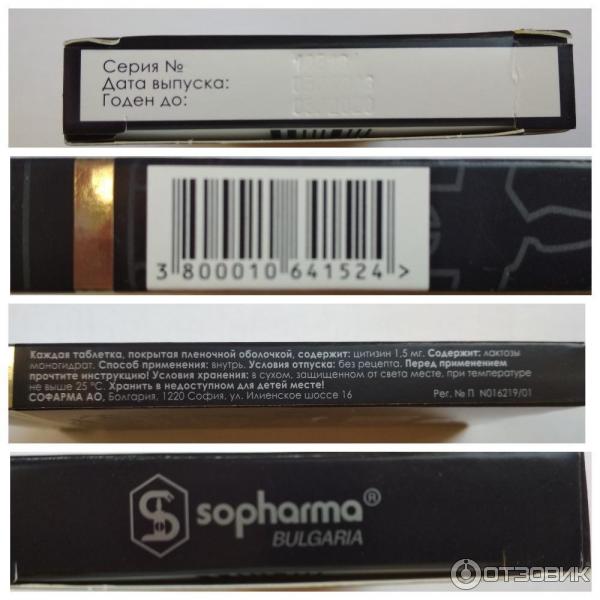 Серия №
Дата выпуска:
Годен до:
3 800010 641524 >
Каждая таблетка, покрытая пленочной оболочкой, содержит: цитизин 1,5 мг. Содержит: лактозы
моногидрат. Способ применения: внутрь. Условия отпуска: без рецепта. Перед применением
прочтите инструкцию! Условия хранения: в сухом, защищенном от света месте, при температуре
не выше 25 °С. Хранить в недоступном для детей месте!
СОФАРМА АО, Болгария, 1220 София, ул. Илиенское шоссе 16 Рег. № П N016219/01
sopharma®
BULGARIA
ОТЗОВИК